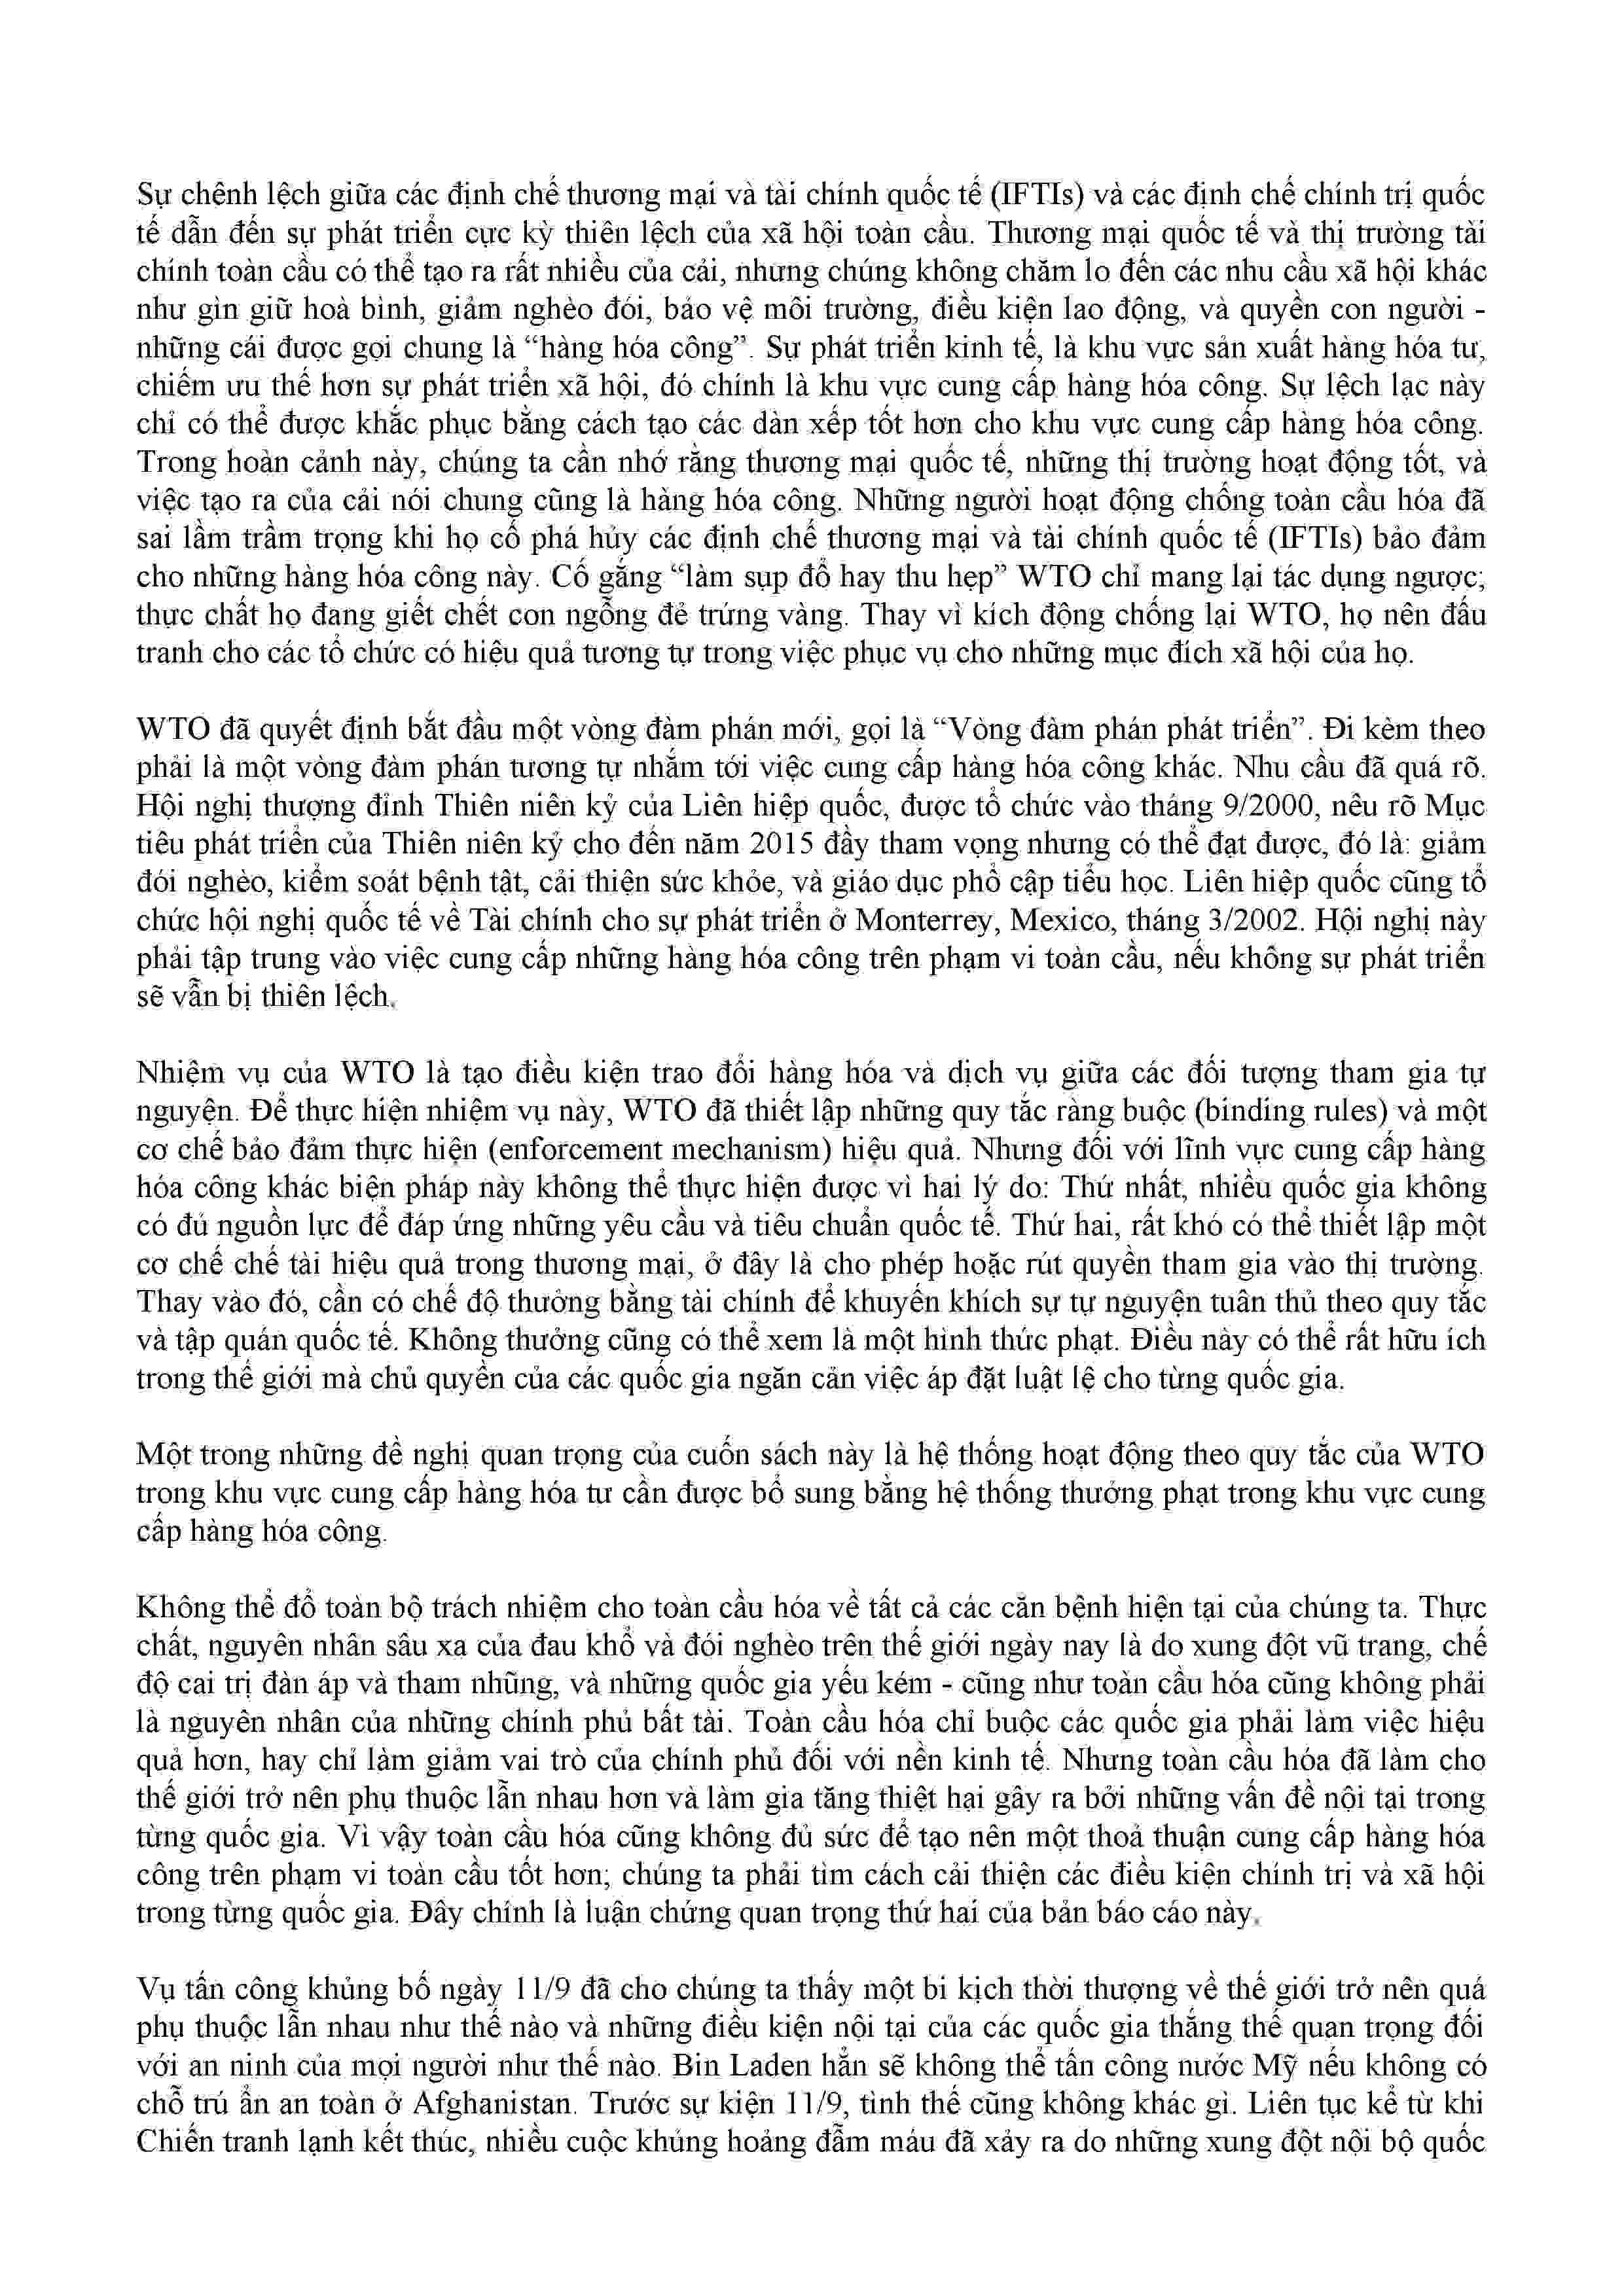 Sự chênh lệch giữa các định chế thương mại và tài chính quốc tế (IFTIs) và các định chế chính trị quốc
tế dẫn đến sự phát triển cực kỳ thiên lệch của xã hội toàn cầu. Thương mại quốc tế và thị trường tài
chính toàn cầu có thể tạo ra rất nhiều của cải, nhưng chúng không chăm lo đến các nhu cầu xã hội khác
như gìn giữ hoà bình, giảm nghèo đói, bảo vệ môi trường, điều kiện lao động, và quyền con người -
những cái được gọi chung là “hàng hóa công”. Sự phát triển kinh tế, là khu vực sản xuất hàng hóa tư,
chiếm ưu thế hơn sự phát triển xã hội, đó chính là khu vực cung cấp hàng hóa công. Sự lệch lạc này
chỉ có thể được khắc phục bằng cách tạo các dàn xếp tốt hơn cho khu vực cung cấp hàng hóa công.
Trong hoàn cảnh này, chúng ta cần nhớ rằng thương mại quốc tế, những thị trường hoạt động tốt, và
việc tạo ra của cải nói chung cũng là hàng hóa công. Những người hoạt động chống toàn cầu hóa đã
sai lầm trầm trọng khi họ cố phá hủy các định chế thương mại và tài chính quốc tế (IFTIs) bảo đảm
cho những hàng hóa công này. Cố gắng “làm sụp đổ hay thu hẹp” WTO chỉ mang lại tác dụng ngược;
thực chất họ đang giết chết con ngỗng đẻ trứng vàng. Thay vì kích động chống lại WTO, họ nên đấu
tranh cho các tổ chức có hiệu quả tương tự trong việc phục vụ cho những mục đích xã hội của họ.
WTO đã quyết định bắt đầu một vòng đàm phán mới, gọi là “Vòng đàm phán phát triển”. Đi kèm theo
phải là một vòng đàm phán tương tự nhắm tới việc cung cấp hàng hóa công khác. Nhu cầu đã quá rõ.
Hội nghị thượng đỉnh Thiên niên kỷ của Liên hiệp quốc, được tổ chức vào tháng 9/2000, nêu rõ Mục
tiêu phát triển của Thiên niên kỷ cho đến năm 2015 đầy tham vọng nhưng có thể đạt được, đó là: giảm
đói nghèo, kiểm soát bệnh tật, cải thiện sức khỏe, và giáo dục phổ cập tiểu học. Liên hiệp quốc cũng tổ
chức hội nghị quốc tế về Tài chính cho sự phát triển ở Monterrey, Mexico, tháng 3/2002. Hội nghị này
phải tập trung vào việc cung cấp những hàng hóa công trên phạm vi toàn cầu, nếu không sự phát triển
sẽ vẫn bị thiên lệch.
Nhiệm vụ của WTO là tạo điều kiện trao đổi hàng hóa và dịch vụ giữa các đối tượng tham gia tự
nguyện. Để thực hiện nhiệm vụ này, WTO đã thiết lập những quy tắc ràng buộc (binding rules) và một
cơ chế bảo đảm thực hiện (enforcement mechanism) hiệu quả. Nhưng đối với lĩnh vực cung cấp hàng
hóa công khác biện pháp này không thể thực hiện được vì hai lý do: Thứ nhất, nhiều quốc gia không
có đủ nguồn lực để đáp ứng những yêu cầu và tiêu chuẩn quốc tế. Thứ hai, rất khó có thể thiết lập một
cơ chế chế tài hiệu quả trong thương mại, ở đây là cho phép hoặc rút quyền tham gia vào thị trường.
Thay vào đó, cần có chế độ thưởng bằng tài chính để khuyến khích sự tự nguyện tuân thủ theo quy tắc
và tập quán quốc tế. Không thưởng cũng có thể xem là một hình thức phạt. Điều này có thể rất hữu ích
trong thế giới mà chủ quyền của các quốc gia ngăn cản việc áp đặt luật lệ cho từng quốc gia.
Một trong những đề nghị quan trọng của cuốn sách này là hệ thống hoạt động theo quy tắc của WTO
trong khu vực cung cấp hàng hóa tư cần được bổ sung bằng hệ thống thưởng phạt trong khu vực cung
cấp hàng hóa công.
Không thể đổ toàn bộ trách nhiệm cho toàn cầu hóa về tất cả các căn bệnh hiện tại của chúng ta. Thực
chất, nguyên nhân sâu xa của đau khổ và đói nghèo trên thế giới ngày nay là do xung đột vũ trang, chế
độ cai trị đàn áp và tham nhũng, và những quốc gia yếu kém - cũng như toàn cầu hóa cũng không phải
là nguyên nhân của những chính phủ bất tài. Toàn cầu hóa chỉ buộc các quốc gia phải làm việc hiệu
quả hơn, hay chỉ làm giảm vai trò của chính phủ đối với nền kinh tế. Nhưng toàn cầu hóa đã làm cho
thế giới trở nên phụ thuộc lẫn nhau hơn và làm gia tăng thiệt hại gây ra bởi những vấn đề nội tại trong
từng quốc gia. Vì vậy toàn cầu hóa cũng không đủ sức để tạo nên một thoả thuận cung cấp hàng hóa
công trên phạm vi toàn cầu tốt hơn; chúng ta phải tìm cách cải thiện các điều kiện chính trị và xã hội
trong từng quốc gia. Đây chính là luận chứng quan trọng thứ hai của bản báo cáo này.
Vụ tấn công khủng bố ngày 11/9 đã cho chúng ta thấy một bi kịch thời thượng về thế giới trở nên quá
phụ thuộc lẫn nhau như thế nào và những điều kiện nội tại của các quốc gia thắng thế quan trọng đối
với an ninh của mọi người như thế nào. Bin Laden hẳn sẽ không thể tấn công nước Mỹ nếu không có
chỗ trú ẩn an toàn ở Afghanistan. Trước sự kiện 11/9, tình thế cũng không khác gì. Liên tục kể từ khi
Chiến tranh lạnh kết thúc, nhiều cuộc khủng hoảng đẫm máu đã xảy ra do những xung đột nội bộ quốc